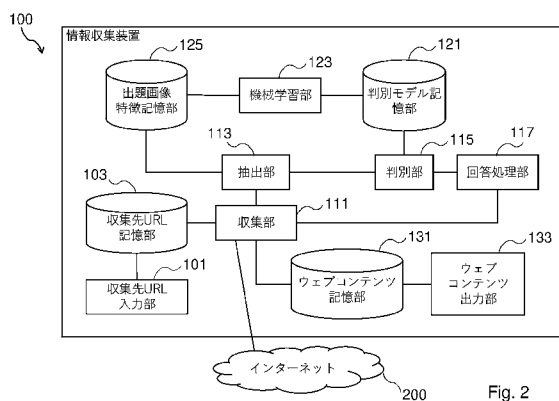 100
情報収集装置
125
出題画像
特徴記憶部
123
機械学習部
121
判別モデル記
憶部
113
抽出部
115
判別部
117
回答処理部
103
収集先URL
記憶部
111
収集部
101
収集先URL
入力部
131
ウェブコンテンツ
記憶部
133
ウェブ
コンテンツ
出力部
インターネット
200
Fig. 2